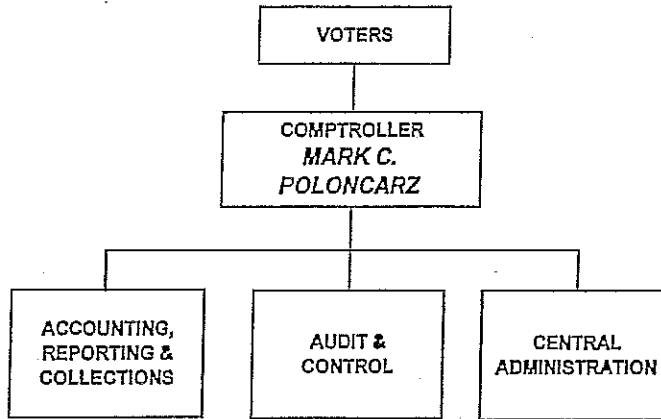 VOTERS
COMPTROLLER
MARK C.
POLONCARZ
ACCOUNTING,
REPORTING &
COLLECTIONS
AUDIT &
CONTROL
CENTRAL
ADMINISTRATION